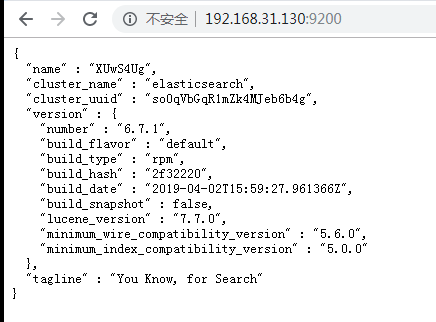 不安全 | 192.168.31.130:9200
{
  "name" : "XUwS4Ug",
  "cluster_name" : "elasticsearch",
  "cluster_uuid" : "soOqVbGqR1mZk4MJeb6b4g",
  "version" : {
    "number" : "6.7.1",
    "build_flavor" : "default",
    "build_type" : "rpm",
    "build_hash" : "2f32220",
    "build_date" : "2019-04-02T15:59:27.961366Z",
    "build_snapshot" : false,
    "lucene_version" : "7.7.0",
    "minimum_wire_compatibility_version" : "5.6.0",
    "minimum_index_compatibility_version" : "5.0.0"
  },
  "tagline" : "You Know, for Search"
}